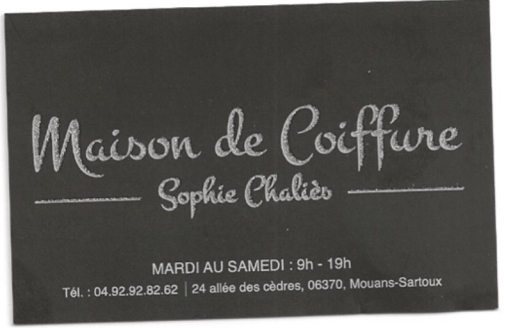 Maison de Coiffure
Sophie Chaliès
MARDI AU SAMEDI : 9h - 19h
Tél. : 04.92.92.82.62 | 24 allée des cèdres, 06370, Mouans-Sartoux